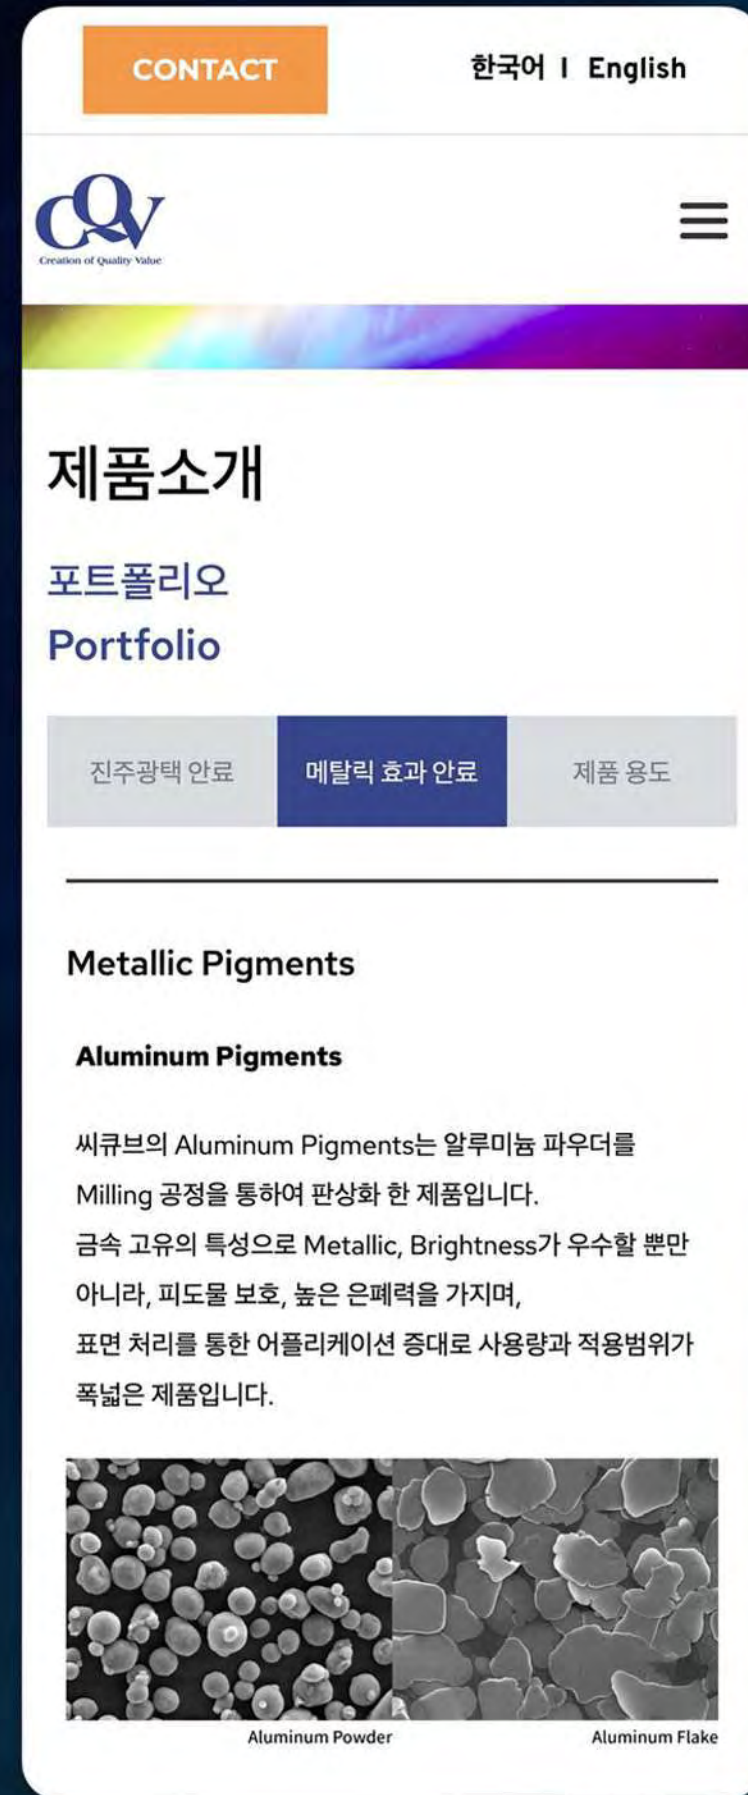 CONTACT
한국어 I English
CQV
Creation of Quality Value
제품소개
포트폴리오
Portfolio
진주광택 안료
메탈릭 효과 안료
제품 용도
Metallic Pigments
Aluminum Pigments
씨큐브의 Aluminum Pigments는 알루미늄 파우더를
Milling 공정을 통하여 판상화 한 제품입니다.
금속 고유의 특성으로 Metallic, Brightness가 우수할 뿐만
아니라, 피도물 보호, 높은 은폐력을 가지며,
표면 처리를 통한 어플리케이션 증대로 사용량과 적용범위가
폭넓은 제품입니다.
Aluminum Powder
Aluminum Flake